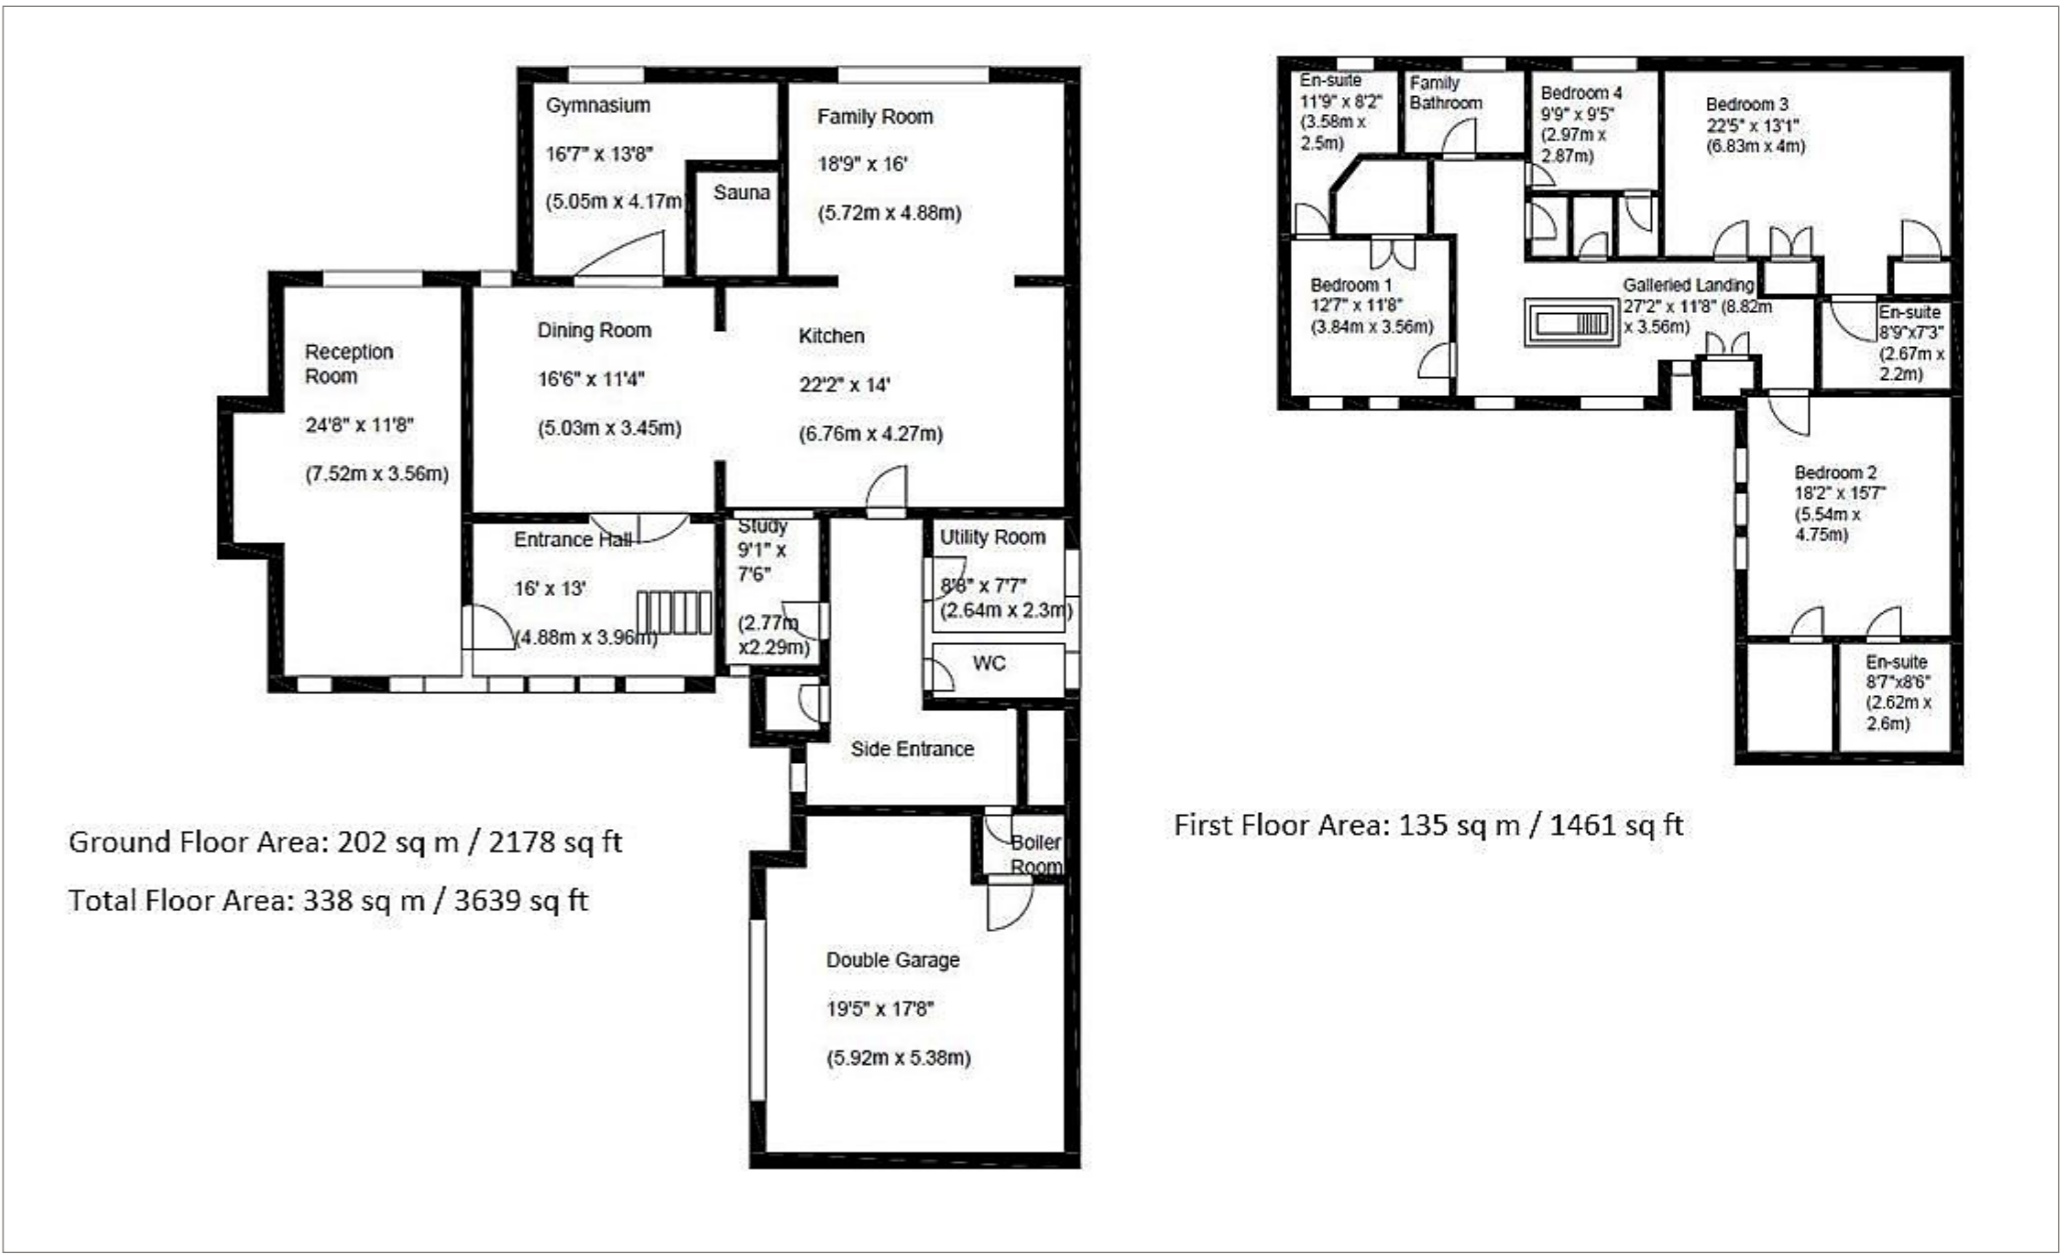 Gymnasium
16'7" x 13'8"
(5.05m x 4.17m
Sauna
Family Room
18'9" x 16'
(5.72m x 4.88m)
Reception
Room
24'8" x 11'8"
(7.52m x 3.56m)
Dining Room
16'6" x 11'4"
(5.03m x 3.45m)
Kitchen
22'2" x 14'
(6.76m x 4.27m)
Entrance Hall
16' x 13'
(4.88m x 3.96m)
Study
9'1" x
7'6"
(2.77m
x2.29m)
Utility Room
8'8" x 7'7"
(2.64m x 2.3m)
WC
Side Entrance
Boiler
Room
Double Garage
19'5" x 17'8"
(5.92m x 5.38m)
Ground Floor Area: 202 sq m / 2178 sq ft
Total Floor Area: 338 sq m / 3639 sq ft
En-suite
11'9" x 8'2"
(3.58m x
2.5m)
Family
Bathroom
Bedroom 4
9'9" x 9'5"
(2.97m x
2.87m)
Bedroom 3
22'5" x 13'1"
(6.83m x 4m)
Bedroom 1
12'7" x 11'8"
(3.84m x 3.56m)
Galleried Landing
27'2" x 11'8" (8.82m
x 3.56m)
En-suite
8'9"x7'3"
(2.67m x
2.2m)
Bedroom 2
18'2" x 15'7"
(5.54m x
4.75m)
En-suite
8'7"x8'6"
(2.62m x
2.6m)
First Floor Area: 135 sq m / 1461 sq ft